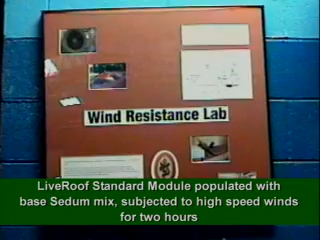 Wind Resistance Lab
LiveRoof Standard Module populated with
base Sedum mix, subjected to high speed winds
for two hours